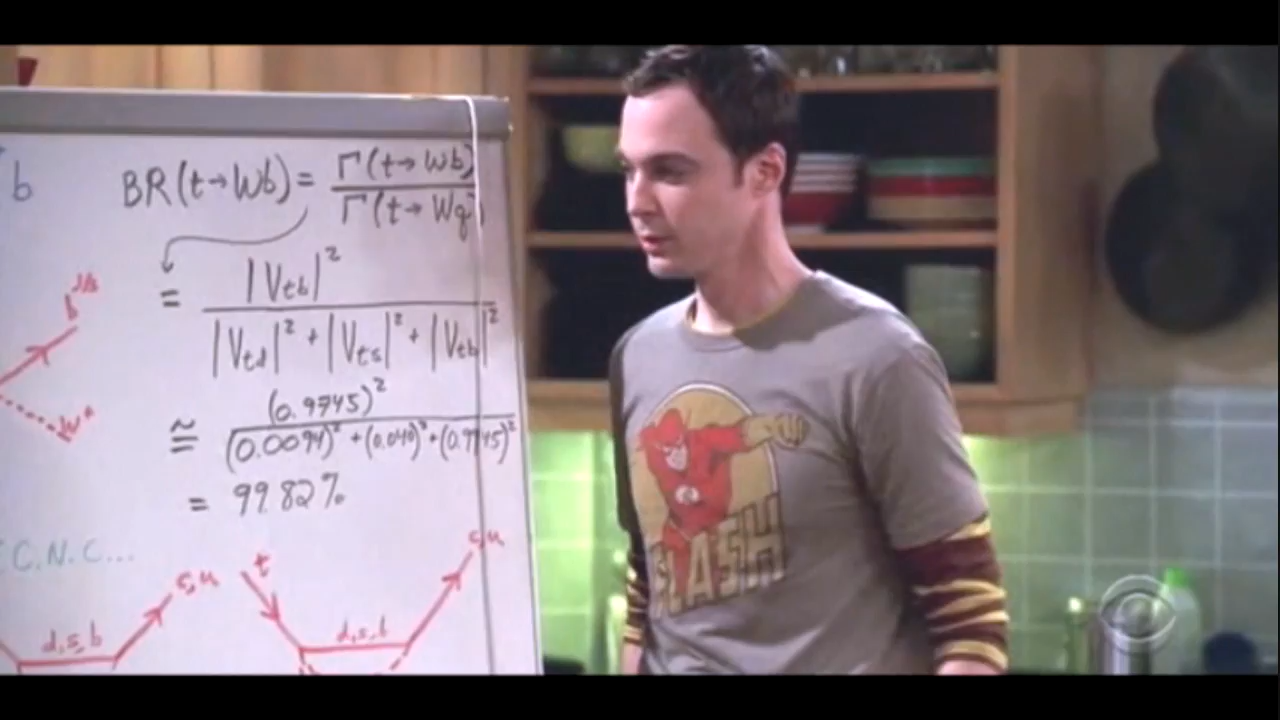 b
BR(t→Wb) = Γ(t→Wb) / Γ(t→Wq)
= |Vtb|² / |Vtd|² + |Vts|² + |Vtb|²
≅ (0.9745)² / (0.0094)² + (0.040)² + (0.9745)²
= 99.82%
C.N.C...
t
c,u
c,u
d,s,b
d,s,b
FLASH